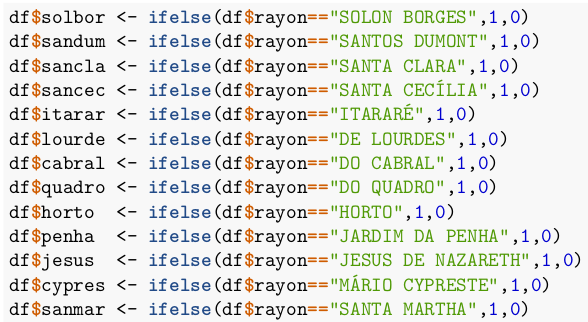 df$solbor <- ifelse(df$rayon=="SOLON BORGES",1,0)
df$sandum <- ifelse(df$rayon=="SANTOS DUMONT",1,0)
df$sancla <- ifelse(df$rayon=="SANTA CLARA",1,0)
df$sancec <- ifelse(df$rayon=="SANTA CECÍLIA",1,0)
df$itarar <- ifelse(df$rayon=="ITARARÉ",1,0)
df$lourde <- ifelse(df$rayon=="DE LOURDES",1,0)
df$cabral <- ifelse(df$rayon=="DO CABRAL",1,0)
df$quadro <- ifelse(df$rayon=="DO QUADRO",1,0)
df$horto  <- ifelse(df$rayon=="HORTO",1,0)
df$penha  <- ifelse(df$rayon=="JARDIM DA PENHA",1,0)
df$jesus  <- ifelse(df$rayon=="JESUS DE NAZARETH",1,0)
df$cypres <- ifelse(df$rayon=="MÁRIO CYPRESTE",1,0)
df$sanmar <- ifelse(df$rayon=="SANTA MARTHA",1,0)